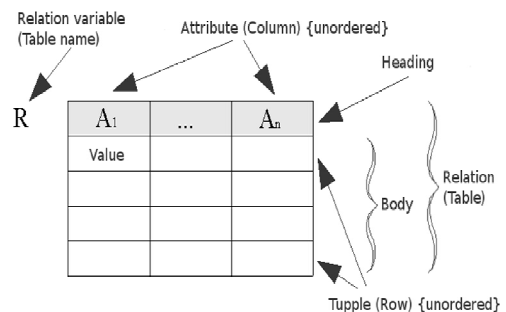 Relation variable
(Table name)
Attribute (Column) {unordered}
Heading
R
A1 ... An
Value
Body
Relation
(Table)
Tupple (Row) {unordered}